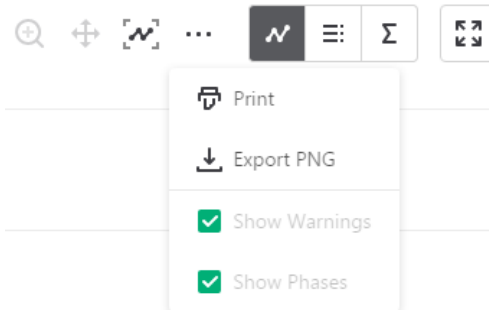 Σ
Print
Export PNG
Show Warnings
Show Phases